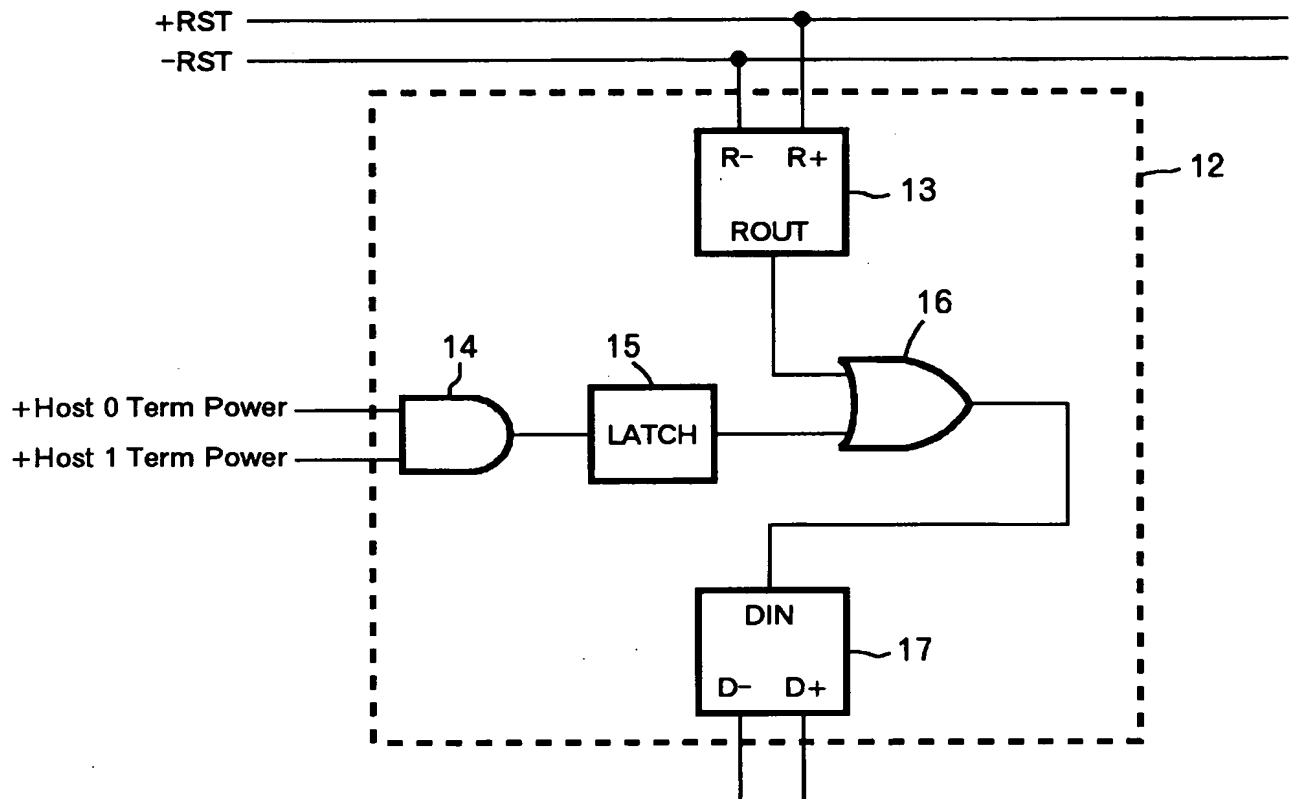 +RST
-RST
R- R+
ROUT
12
13
16
14
15
+Host 0 Term Power
+Host 1 Term Power
LATCH
DIN
D- D+
17